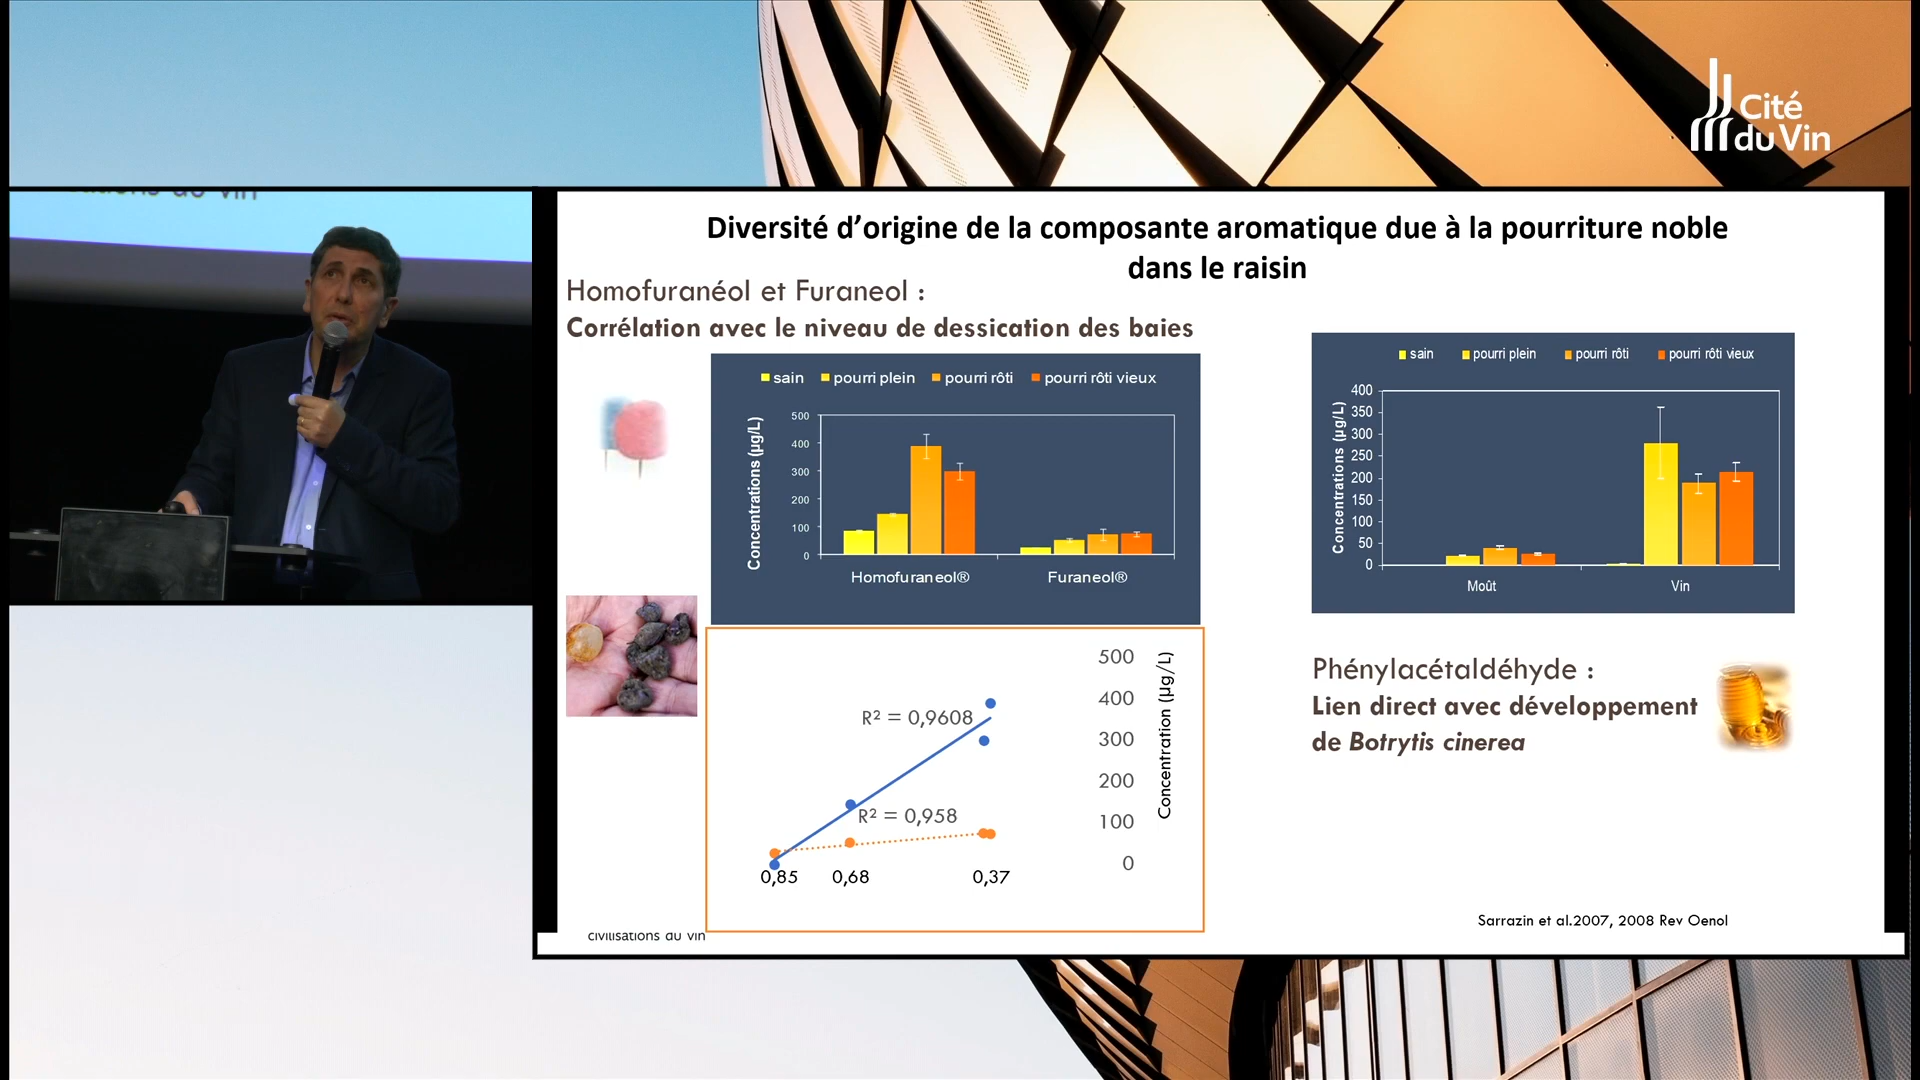 Cité
du Vin
Diversité d’origine de la composante aromatique due à la pourriture noble
dans le raisin
Homofuranéol et Furaneol :
Corrélation avec le niveau de dessication des baies
sain pourri plein pourri rôti pourri rôti vieux
Concentrations (µg/L)
500
400
300
200
100
0
Homofuraneol® Furaneol®
500
400
300
200
100
0
Concentration (µg/L)
R² = 0,9608
R² = 0,958
0,85 0,68 0,37
civilisations du vin
sain pourri plein pourri rôti pourri rôti vieux
Concentrations (µg/L)
400
350
300
250
200
150
100
50
0
Moût Vin
Phénylacétaldéhyde :
Lien direct avec développement
de Botrytis cinerea
Sarrazin et al.2007, 2008 Rev Oenol